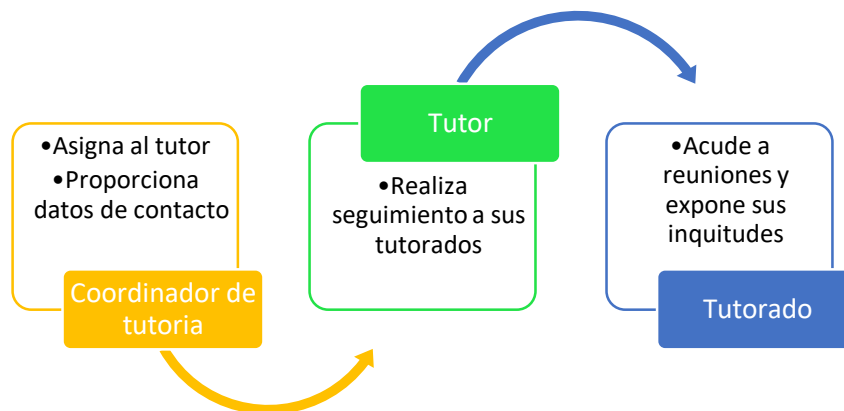 •Asigna al tutor
•Proporciona
datos de contacto
Coordinador de
tutoria
Tutor
•Realiza
seguimiento a sus
tutorados
•Acude a
reuniones y
expone sus
inquitudes
Tutorado